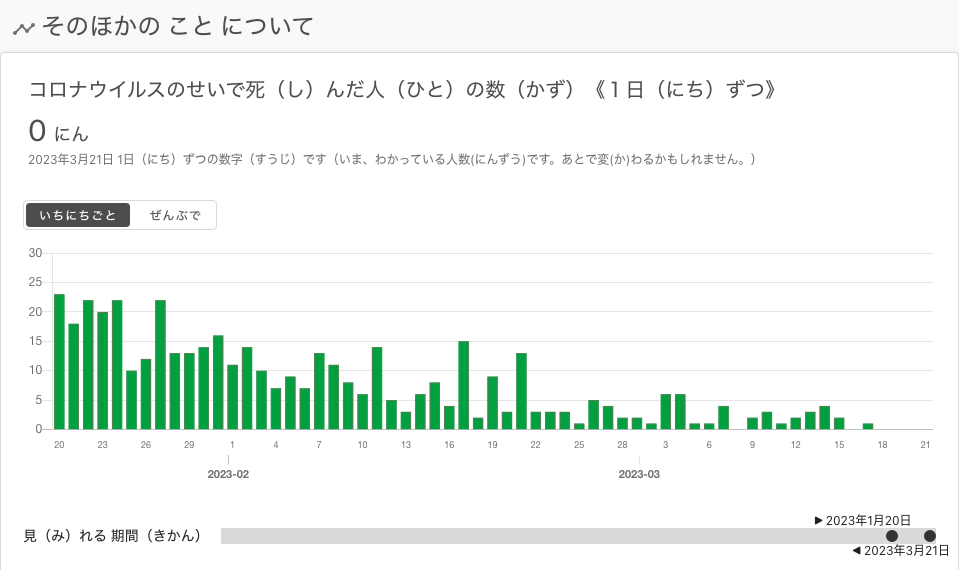 そのほかの こと について
コロナウイルスのせいで死（し）んだ人（ひと）の数（かず）《１日（にち）ずつ》
0 にん
2023年3月21日 1日（にち）ずつの数字（すうじ）です（いま、わかっている人数(にんずう)です。あとで変(か)わるかもしれません。）
いちにちごと ぜんぶで
30
25
20
15
10
5
0
20 23 26 29 1 4 7 10 13 16 19 22 25 28 3 6 9 12 15 18 21
2023-02 2023-03
▶ 2023年1月20日
見（み）れる 期間（きかん）
◀ 2023年3月21日